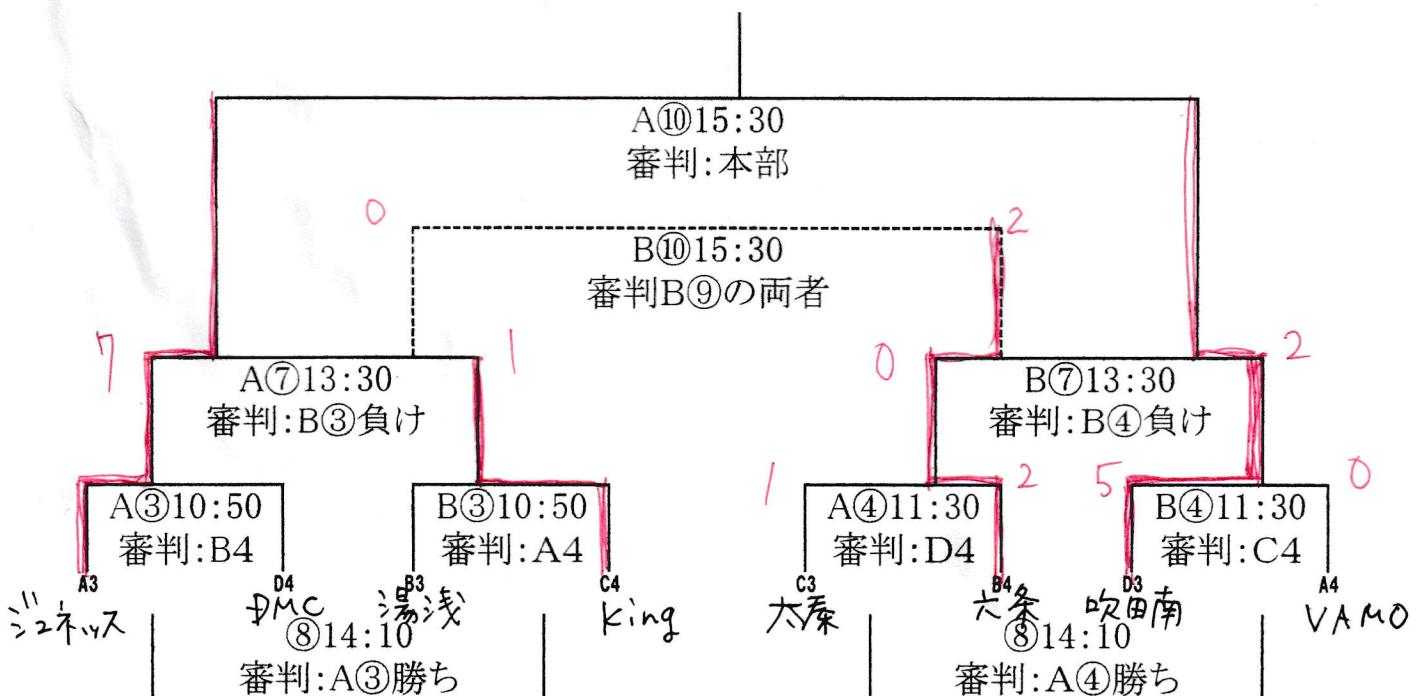 A⑩15:30
審判:本部
0
2
B⑩15:30
審判B⑨の両者
7
1
0
2
A⑦13:30
審判:B③負け
B⑦13:30
審判:B④負け
1
2
5
0
A③10:50
審判:B4
B③10:50
審判:A4
A④11:30
審判:D4
B④11:30
審判:C4
A3 D4 B3 C4 C3 B4 D3 A4
ジュネッス DMC 湯浅 King 太秦 六条 吹田南 VAMO
⑧14:10
審判:A③勝ち
⑧14:10
審判:A④勝ち